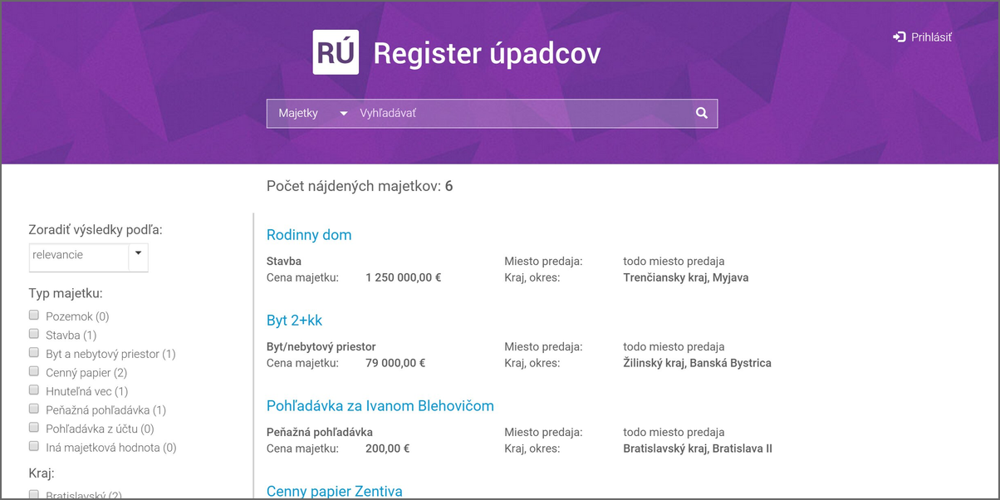 RÚ Register úpadcov
Prihlásiť
Majetky Vyhľadávať
Počet nájdených majetkov: 6
Zoradiť výsledky podľa:
relevancie
Typ majetku:
Pozemok (0)
Stavba (1)
Byt a nebytový priestor (1)
Cenný papier (2)
Hnuteľná vec (1)
Peňažná pohľadávka (1)
Pohľadávka z účtu (0)
Iná majetková hodnota (0)
Kraj:
Bratislavský (2)
Rodinny dom
Stavba Miesto predaja: todo miesto predaja
Cena majetku: 1 250 000,00 € Kraj, okres: Trenčiansky kraj, Myjava
Byt 2+kk
Byt/nebytový priestor Miesto predaja: todo miesto predaja
Cena majetku: 79 000,00 € Kraj, okres: Žilinský kraj, Banská Bystrica
Pohľadávka za Ivanom Blehovičom
Peňažná pohľadávka Miesto predaja: todo miesto predaja
Cena majetku: 200,00 € Kraj, okres: Bratislavský kraj, Bratislava II
Cenny papier Zentiva